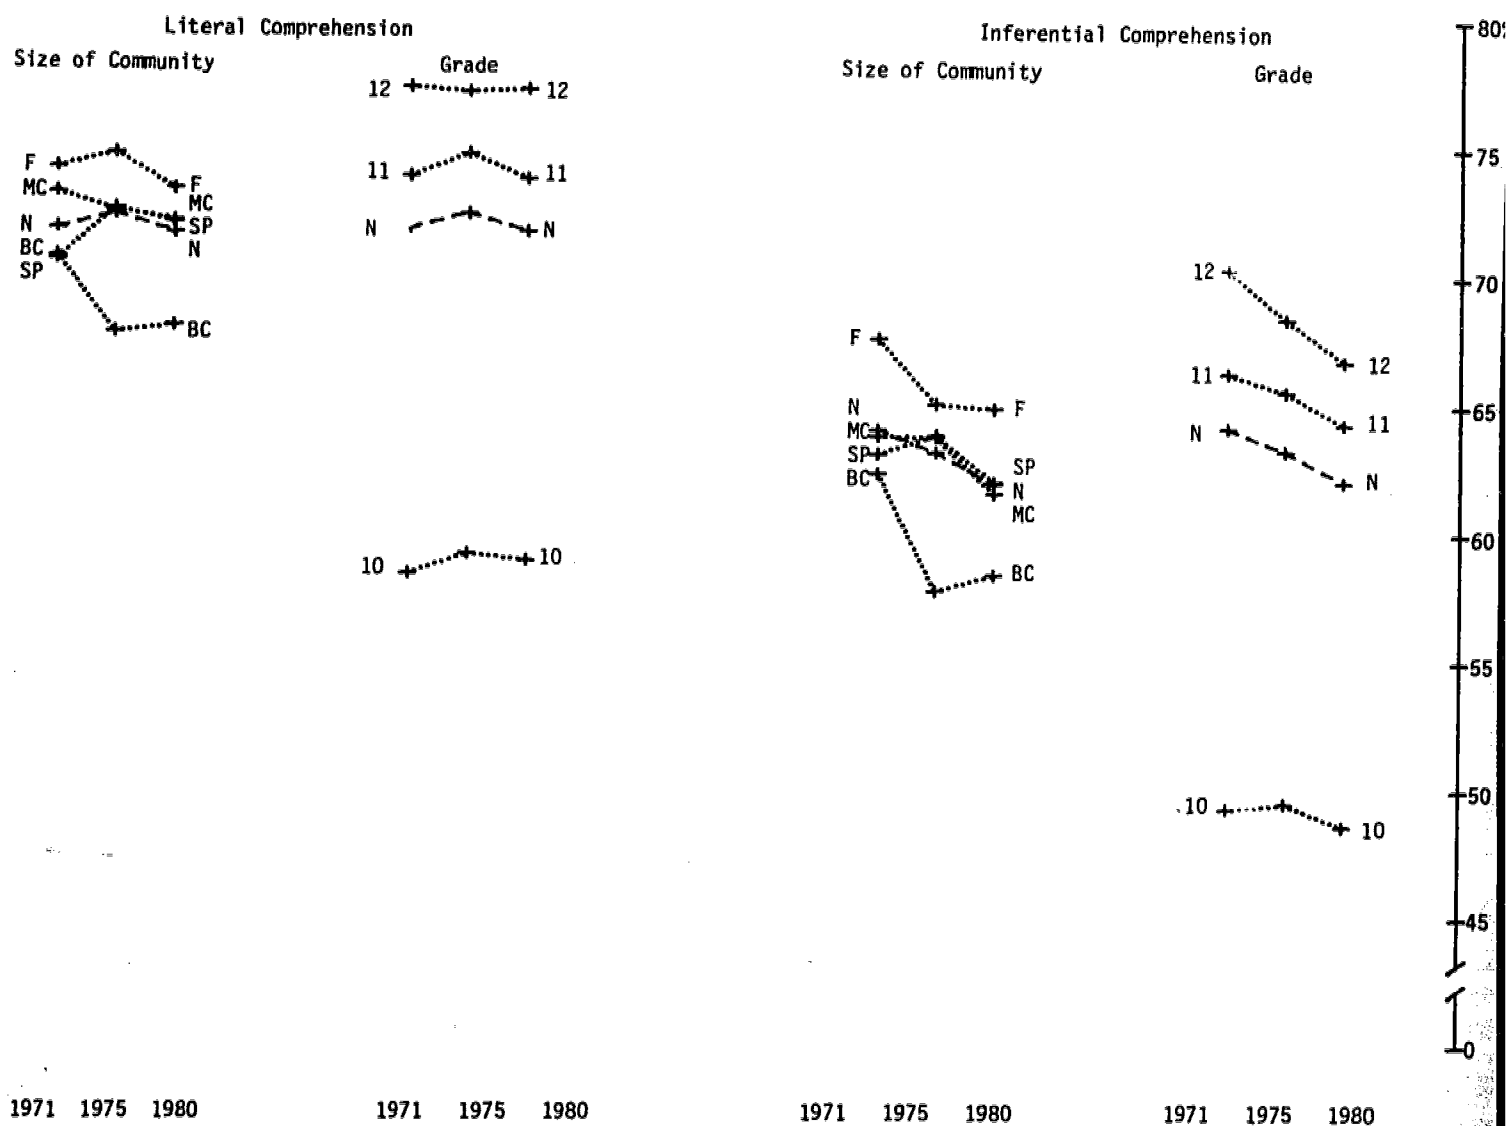 Literal Comprehension
Size of Community
Grade
12 12
F F
MC MC
N SP
BC N
SP
BC
11 11
N N
10 10
Inferential Comprehension
Size of Community
Grade
F F
N
MC
SP SP
BC N
MC
BC
12 12
11 11
N N
10 10
80%
75
70
65
60
55
50
45
0
1971 1975 1980
1971 1975 1980
1971 1975 1980
1971 1975 1980